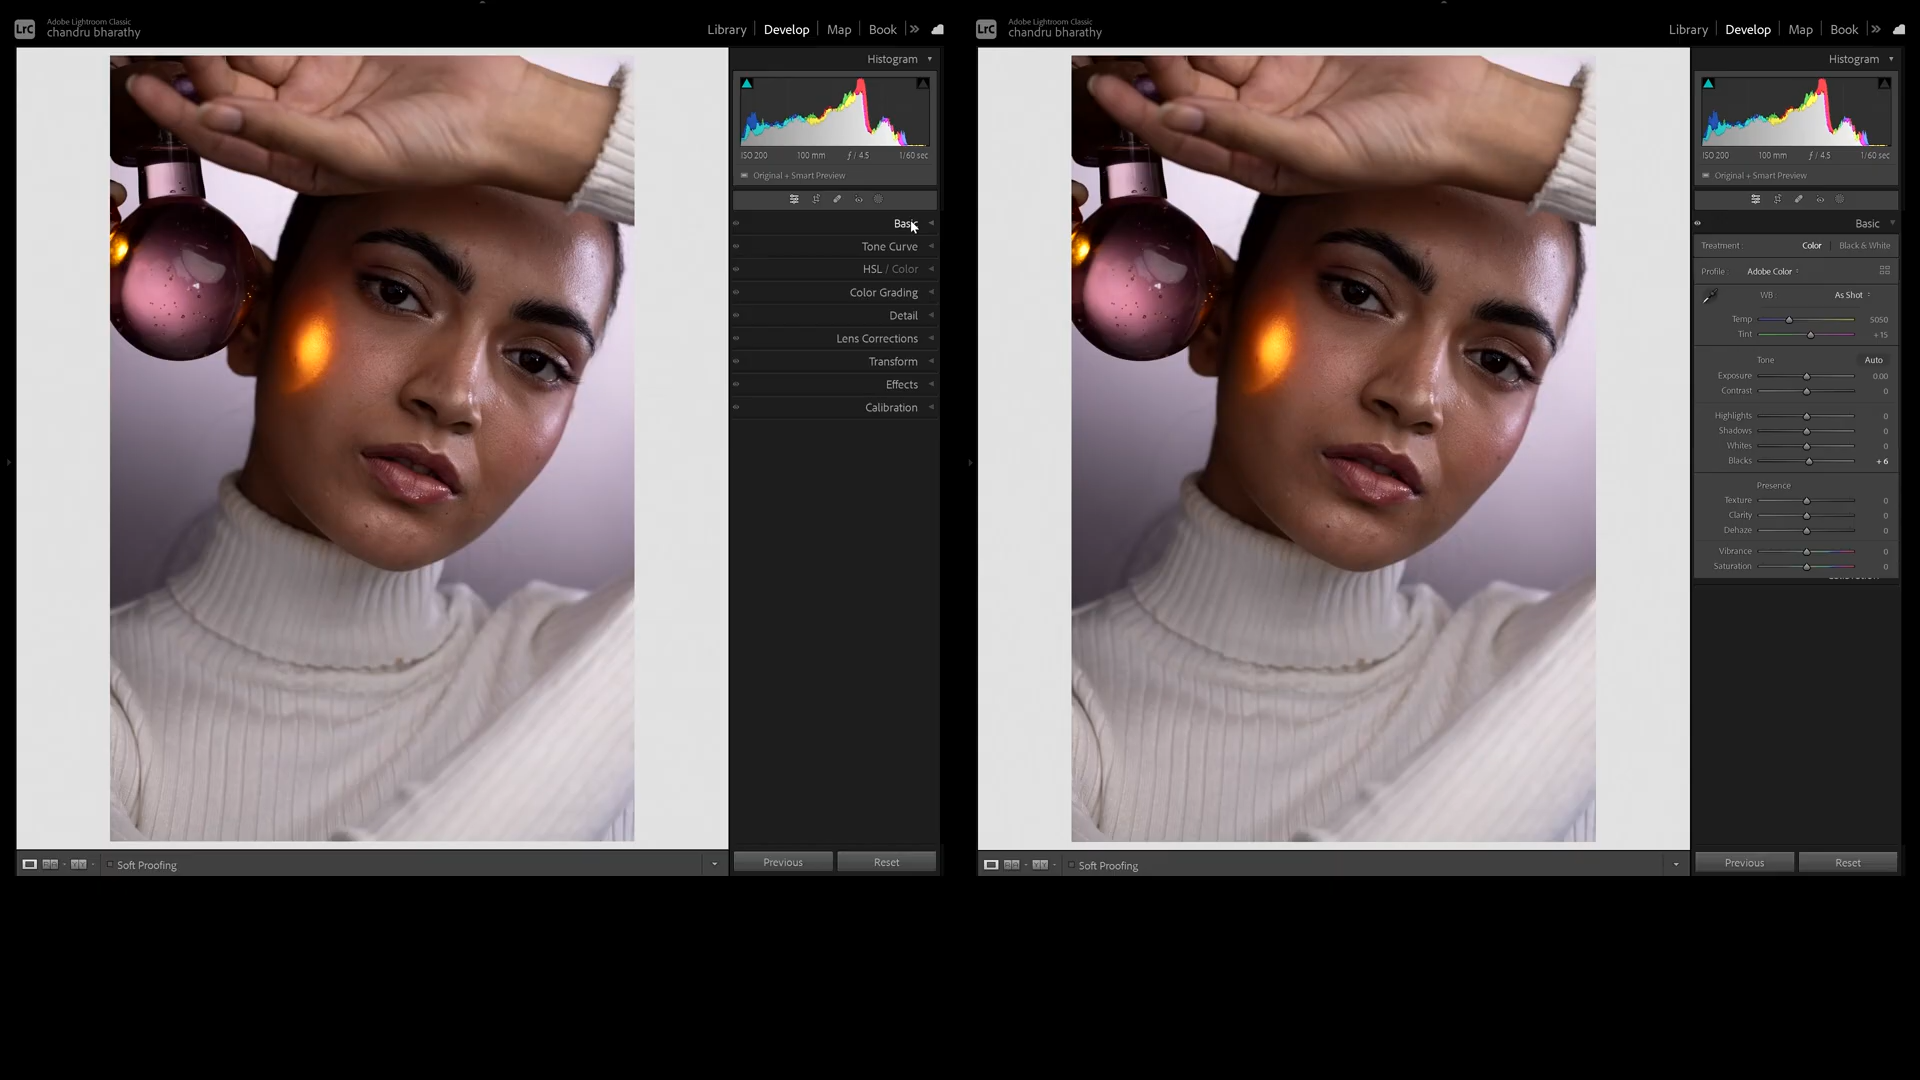 Adobe Lightroom Classic
LrC
chandru bharathy
Library
Develop
Map
Book
Histogram
ISO 200 100 mm ƒ / 4.5 1/60 sec
Original + Smart Preview
Basic
Tone Curve
HSL / Color
Color Grading
Detail
Lens Corrections
Transform
Effects
Calibration
Soft Proofing
Previous
Reset
Adobe Lightroom Classic
LrC
chandru bharathy
Library
Develop
Map
Book
Histogram
ISO 200 100 mm ƒ / 4.5 1/60 sec
Original + Smart Preview
Basic
Treatment : Color Black & White
Profile Adobe Color
WB As Shot
Temp 5050
Tint + 15
Tone Auto
Exposure 0.00
Contrast 0
Highlights 0
Shadows 0
Whites 0
Blacks + 6
Presence
Texture 0
Clarity 0
Dehaze 0
Vibrance 0
Saturation 0
Soft Proofing
Previous
Reset